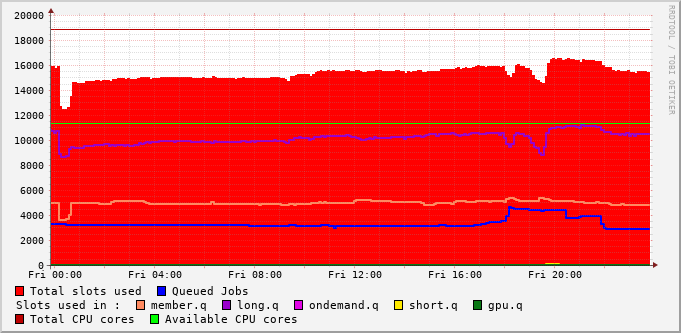 20000
18000
16000
14000
12000
10000
8000
6000
4000
2000
0
Fri 00:00 Fri 04:00 Fri 08:00 Fri 12:00 Fri 16:00 Fri 20:00
Total slots used Queued Jobs
Slots used in : member.q long.q ondemand.q short.q gpu.q
Total CPU cores Available CPU cores
RRDTOOL / TOBI OETIKER